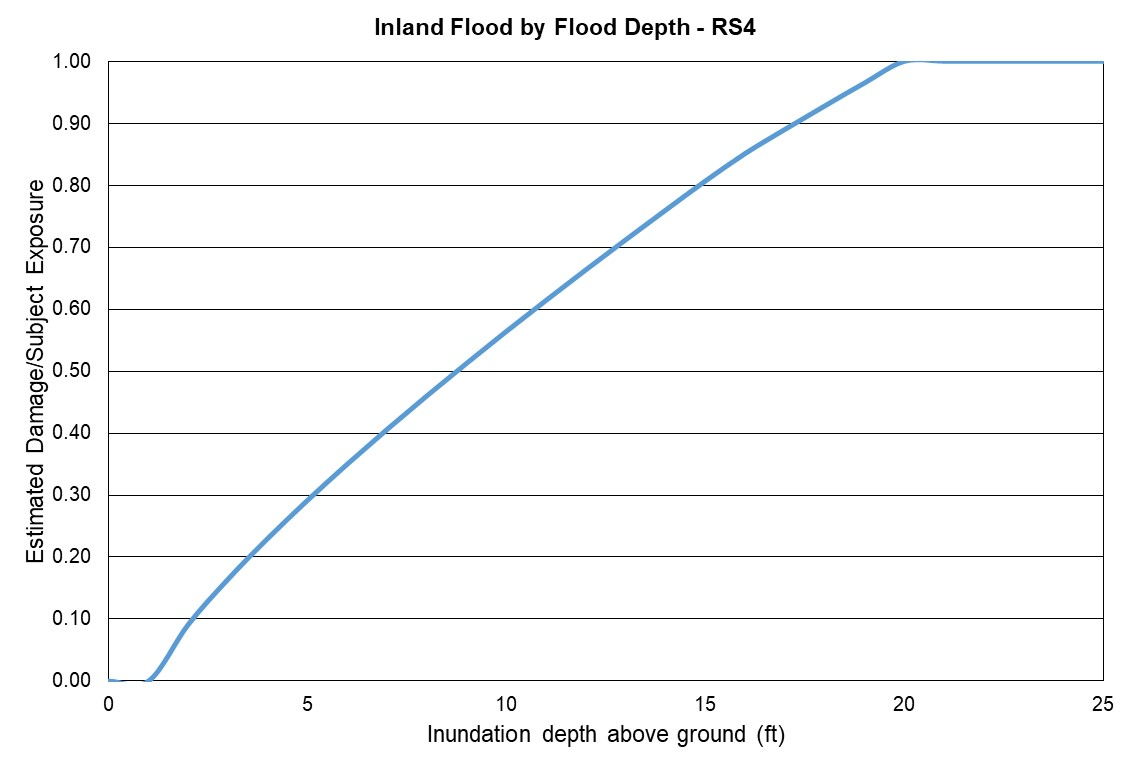 Inland Flood by Flood Depth - RS4
Estimated Damage/Subject Exposure
1.00
0.90
0.80
0.70
0.60
0.50
0.40
0.30
0.20
0.10
0.00
0 5 10 15 20 25
Inundation depth above ground (ft)